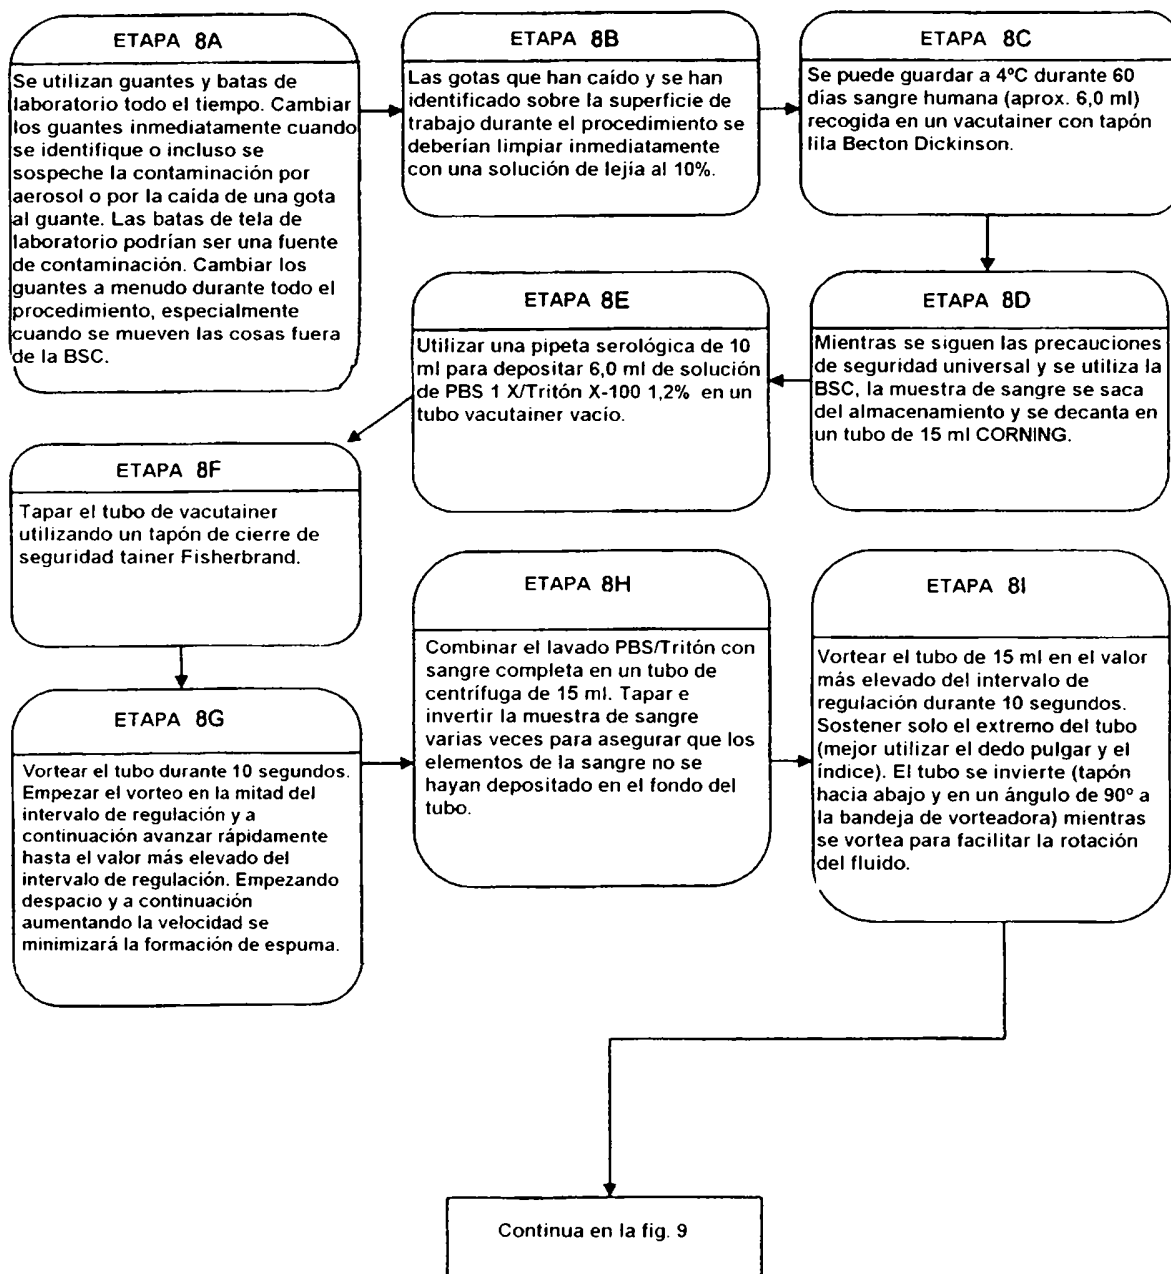 ETAPA 8A
Se utilizan guantes y batas de
laboratorio todo el tiempo. Cambiar
los guantes inmediatamente cuando
se identifique o incluso se
sospeche la contaminación por
aerosol o por la caída de una gota
al guante. Las batas de tela de
laboratorio podrían ser una fuente
de contaminación. Cambiar los
guantes a menudo durante todo el
procedimiento, especialmente
cuando se mueven las cosas fuera
de la BSC.
ETAPA 8B
Las gotas que han caído y se han
identificado sobre la superficie de
trabajo durante el procedimiento se
deberían limpiar inmediatamente
con una solución de lejía al 10%.
ETAPA 8C
Se puede guardar a 4ºC durante 60
días sangre humana (aprox. 6,0 ml)
recogida en un vacutainer con tapón
lila Becton Dickinson.
ETAPA 8D
Mientras se siguen las precauciones
de seguridad universal y se utiliza la
BSC, la muestra de sangre se saca
del almacenamiento y se decanta en
un tubo de 15 ml CORNING.
ETAPA 8E
Utilizar una pipeta serológica de 10
ml para depositar 6,0 ml de solución
de PBS 1 X/Tritón X-100 1,2% en un
tubo vacutainer vacío.
ETAPA 8F
Tapar el tubo de vacutainer
utilizando un tapón de cierre de
seguridad tainer Fisherbrand.
ETAPA 8G
Vortear el tubo durante 10 segundos.
Empezar el vorteo en la mitad del
intervalo de regulación y a
continuación avanzar rápidamente
hasta el valor más elevado del
intervalo de regulación. Empezando
despacio y a continuación
aumentando la velocidad se
minimizará la formación de espuma.
ETAPA 8H
Combinar el lavado PBS/Tritón con
sangre completa en un tubo de
centrífuga de 15 ml. Tapar e
invertir la muestra de sangre
varias veces para asegurar que los
elementos de la sangre no se
hayan depositado en el fondo del
tubo.
ETAPA 8I
Vortear el tubo de 15 ml en el valor
más elevado del intervalo de
regulación durante 10 segundos.
Sostener solo el extremo del tubo
(mejor utilizar el dedo pulgar y el
índice). El tubo se invierte (tapón
hacia abajo y en un ángulo de 90º a
la bandeja de vorteadora) mientras
se vortea para facilitar la rotación
del fluido.
Continua en la fig. 9